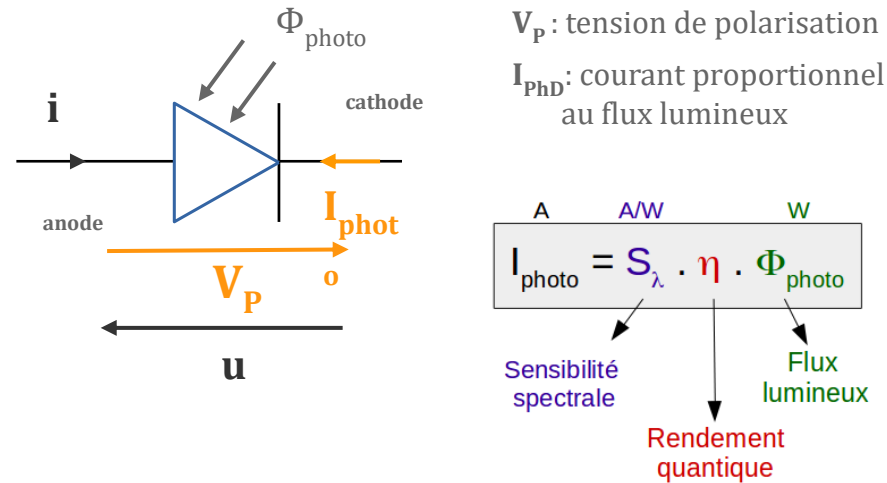 Φphoto
cathode
i
anode
Iphot
o
VP
u
VP : tension de polarisation
IPhD: courant proportionnel
au flux lumineux
A A/W W
Iphoto = Sλ . η . Φphoto
Sensibilité
spectrale
Flux
lumineux
Rendement
quantique